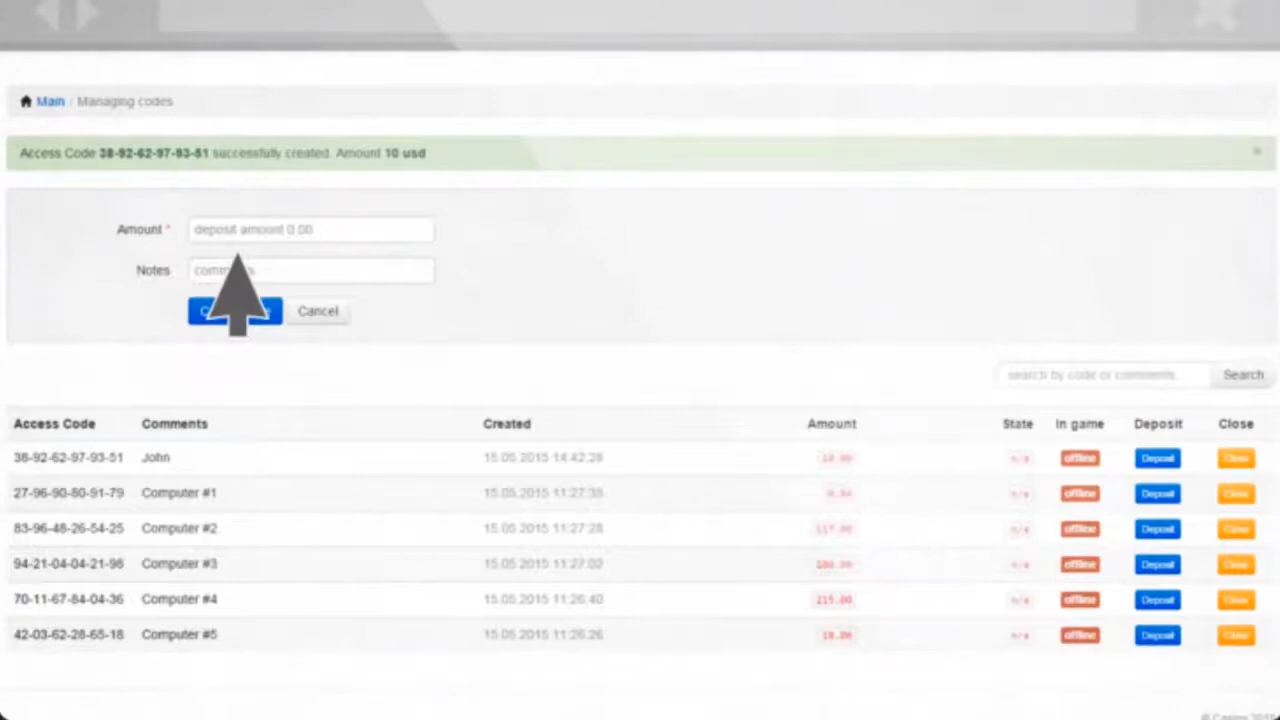 Main / Managing codes
Access Code 38-92-62-97-93-51 successfully created. Amount 10 usd
Amount * deposit amount 0.00
Notes
Cancel
search by code or comments Search
Access Code Comments Created Amount State In game Deposit Close
38-92-62-97-93-51 John 15.05.2015 14:42:28 10.00 n/a offline Deposit Close
27-96-90-80-91-79 Computer #1 15.05.2015 11:27:38 n/a offline Deposit Close
83-96-48-26-54-25 Computer #2 15.05.2015 11:27:28 117.00 n/a offline Deposit Close
94-21-04-04-21-96 Computer #3 15.05.2015 11:27:02 n/a offline Deposit Close
70-11-67-84-04-36 Computer #4 15.05.2015 11:26:40 215.00 n/a offline Deposit Close
42-03-62-28-65-18 Computer #5 15.05.2015 11:26:26 n/a offline Deposit Close